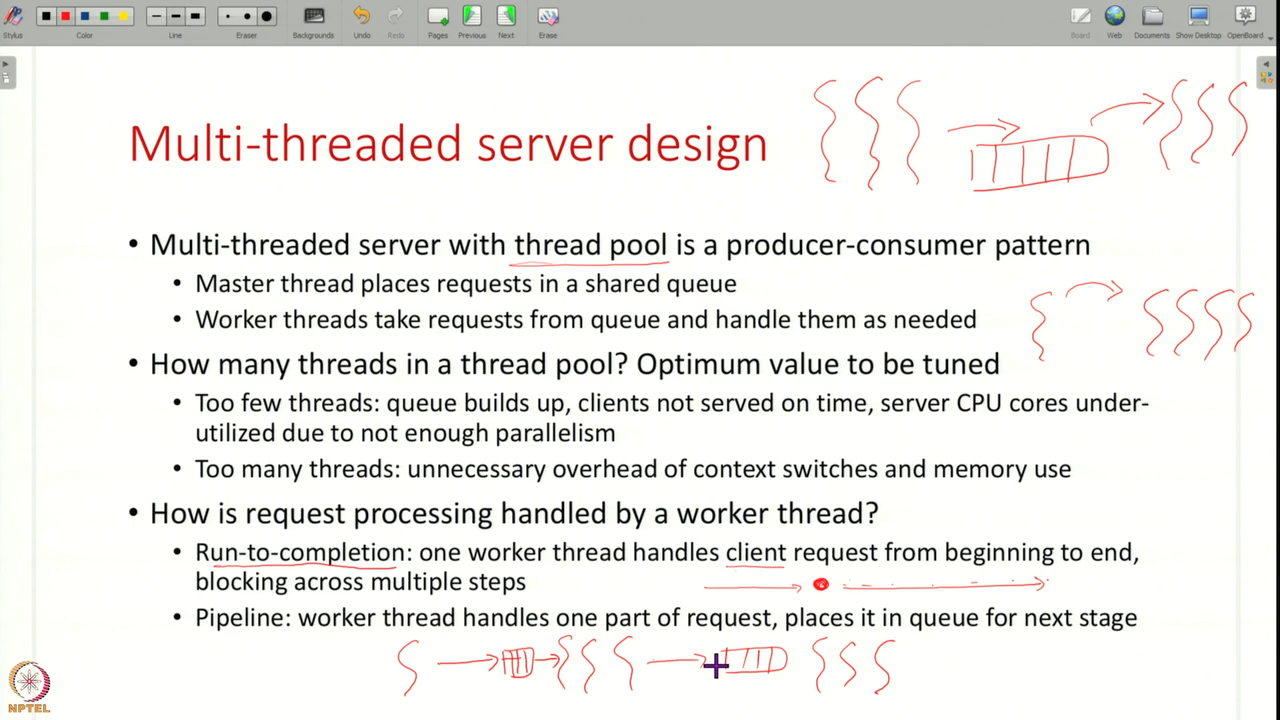 Stylus
Color
Line
Eraser
Backgrounds
Undo
Redo
Pages
Previous
Next
Erase
Board
Web
Documents
Show Desktop
OpenBoard
Multi-threaded server design
• Multi-threaded server with thread pool is a producer-consumer pattern
• Master thread places requests in a shared queue
• Worker threads take requests from queue and handle them as needed
• How many threads in a thread pool? Optimum value to be tuned
• Too few threads: queue builds up, clients not served on time, server CPU cores under-
utilized due to not enough parallelism
• Too many threads: unnecessary overhead of context switches and memory use
• How is request processing handled by a worker thread?
• Run-to-completion: one worker thread handles client request from beginning to end,
blocking across multiple steps
• Pipeline: worker thread handles one part of request, places it in queue for next stage
NPTEL